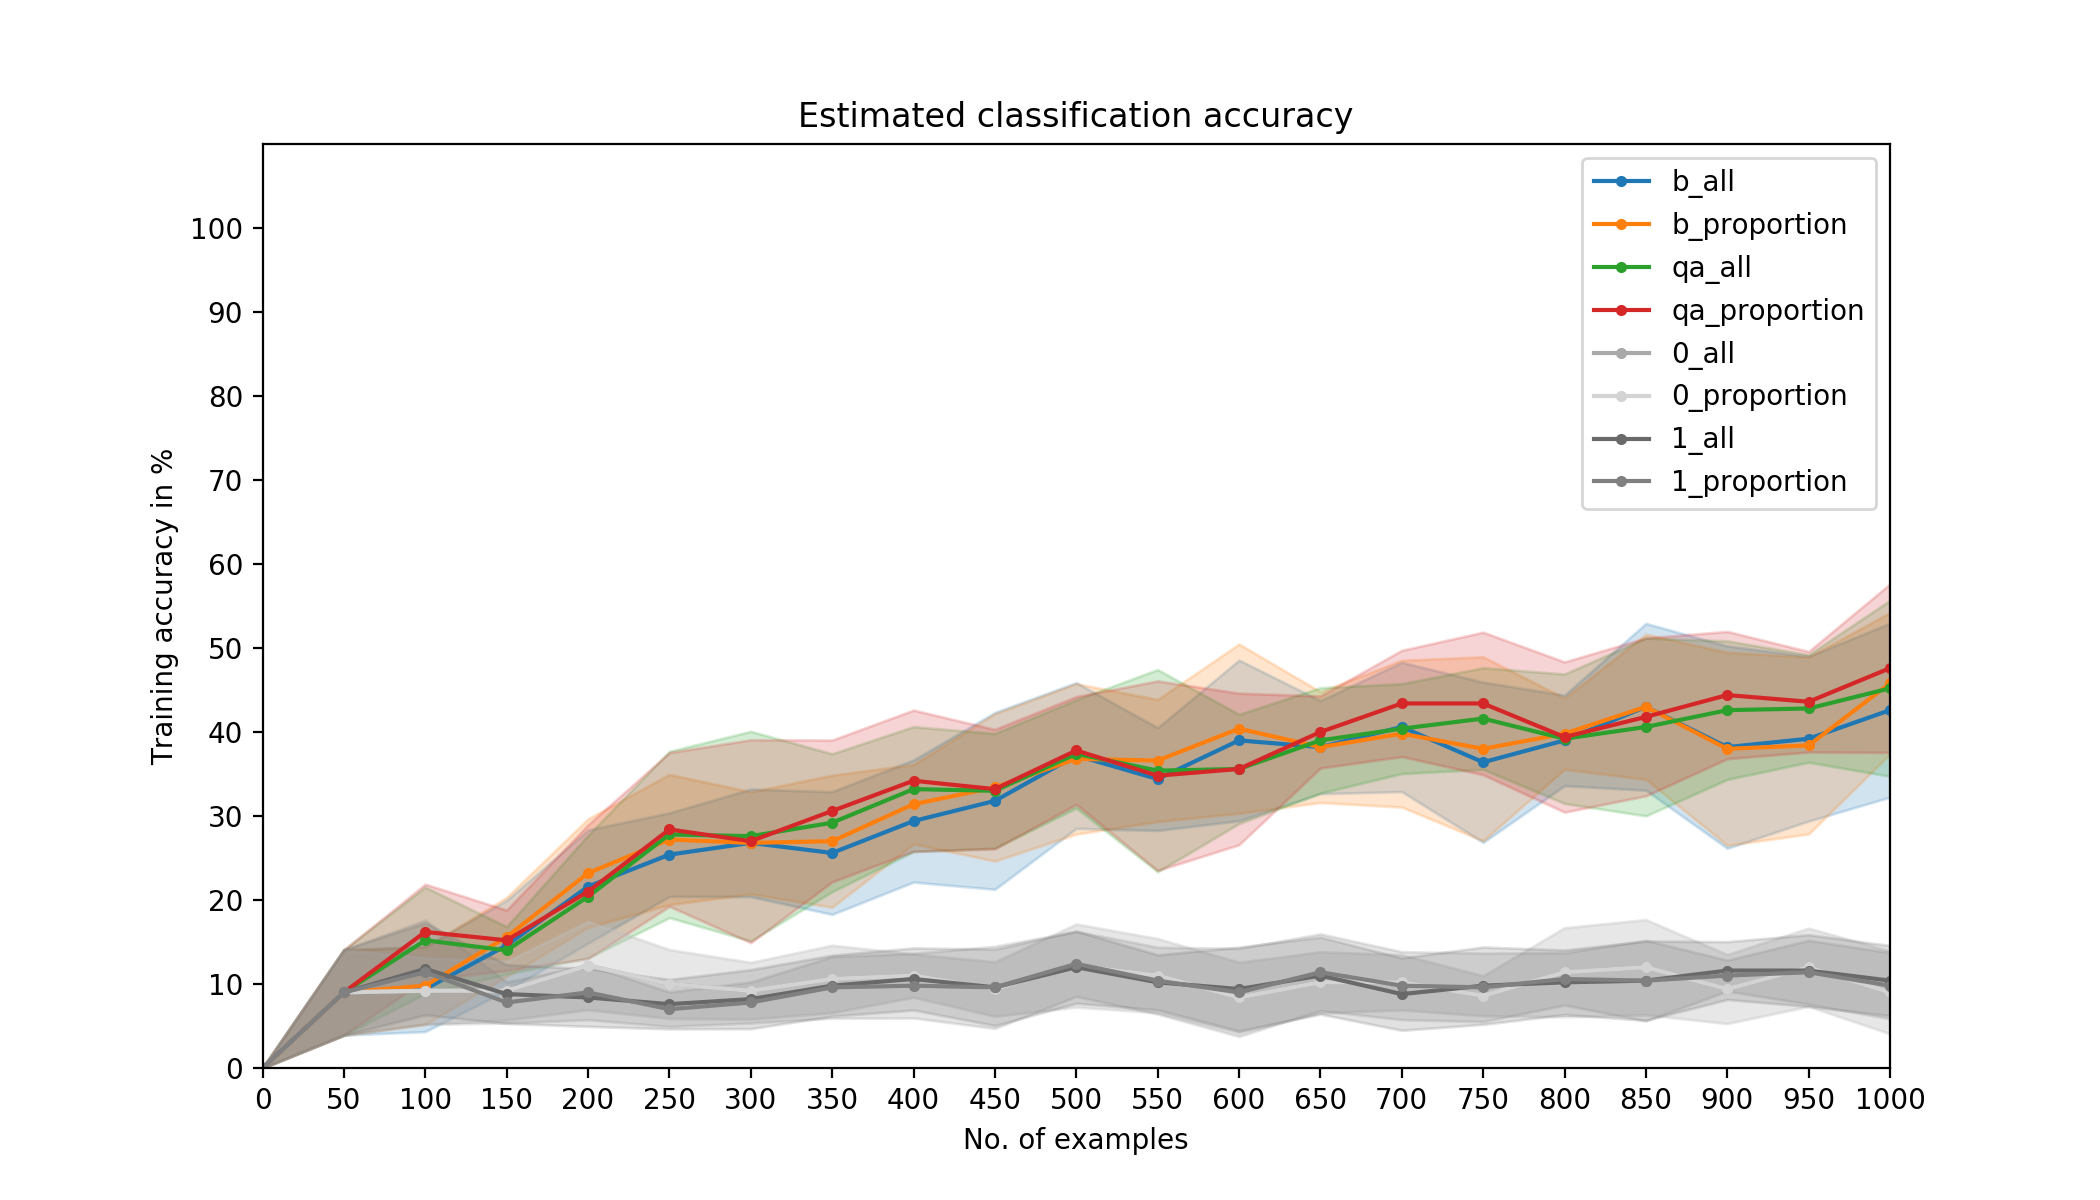 Estimated classification accuracy
b_all
b_proportion
qa_all
qa_proportion
0_all
0_proportion
1_all
1_proportion
Training accuracy in %
100
90
80
70
60
50
40
30
20
10
0
0 50 100 150 200 250 300 350 400 450 500 550 600 650 700 750 800 850 900 950 1000
No. of examples